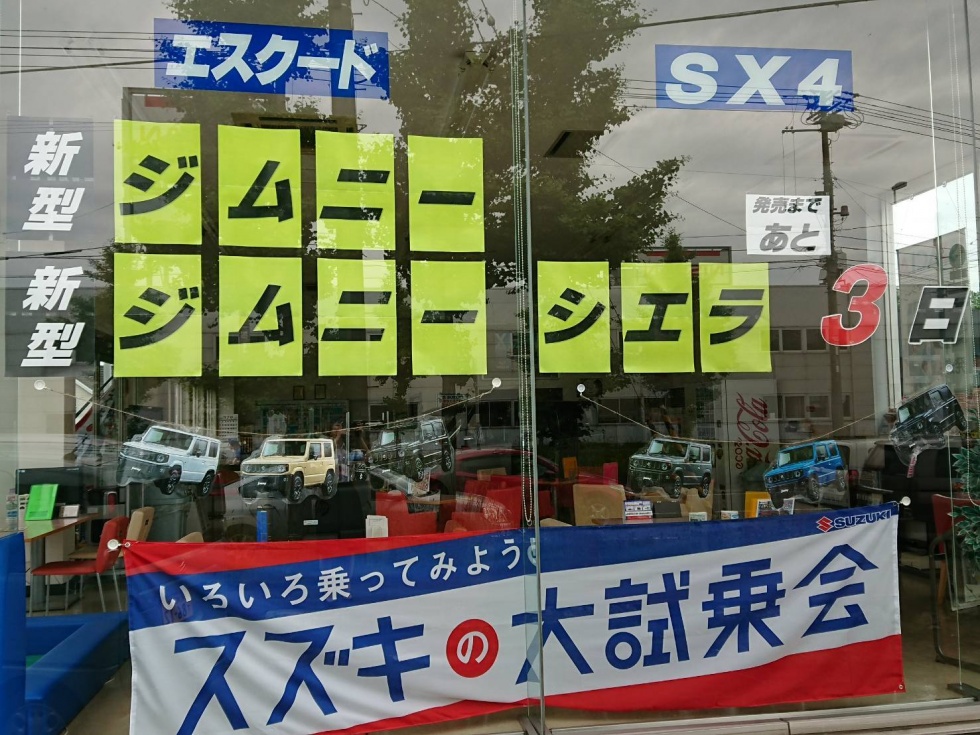 エスクード
SX4
新型 ジムニー
発売まで
あと
3日
新型 ジムニー シエラ
Coca-Cola
SUZUKI
いろいろ乗ってみよう
スズキの大試乗会